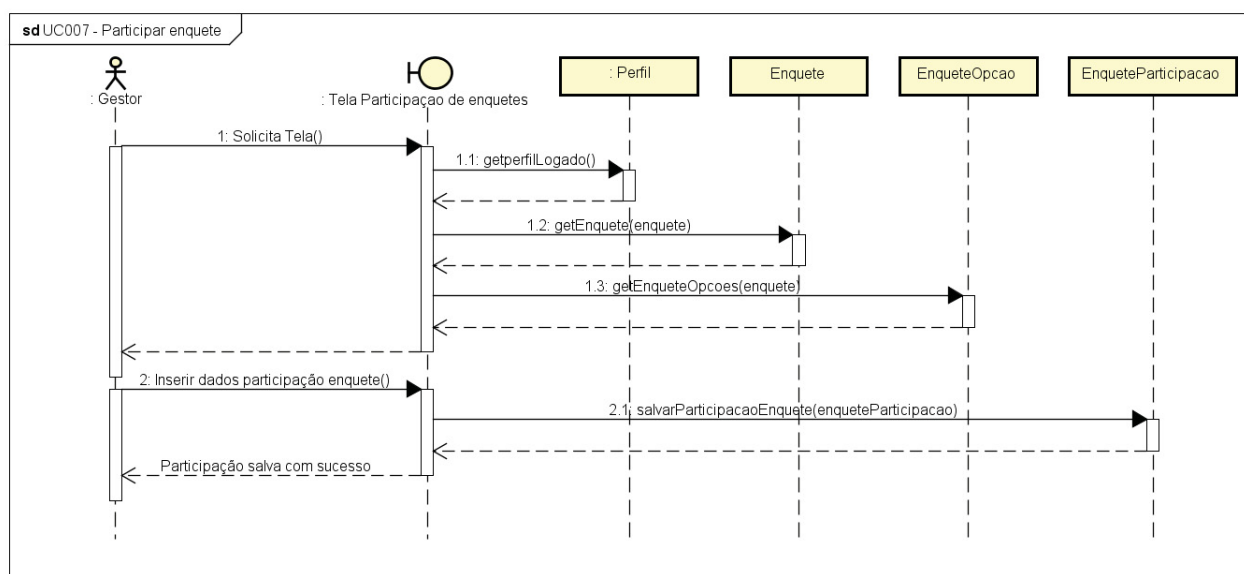 sd UC007 - Participar enquete
: Gestor
: Tela Participaçao de enquetes
: Perfil
Enquete
EnqueteOpcao
EnqueteParticipacao
1: Solicita Tela()
1.1: getperfilLogado()
1.2: getEnquete(enquete)
1.3: getEnqueteOpcoes(enquete)
2: Inserir dados participação enquete()
2.1: salvarParticipacaoEnquete(enqueteParticipacao)
Participação salva com sucesso